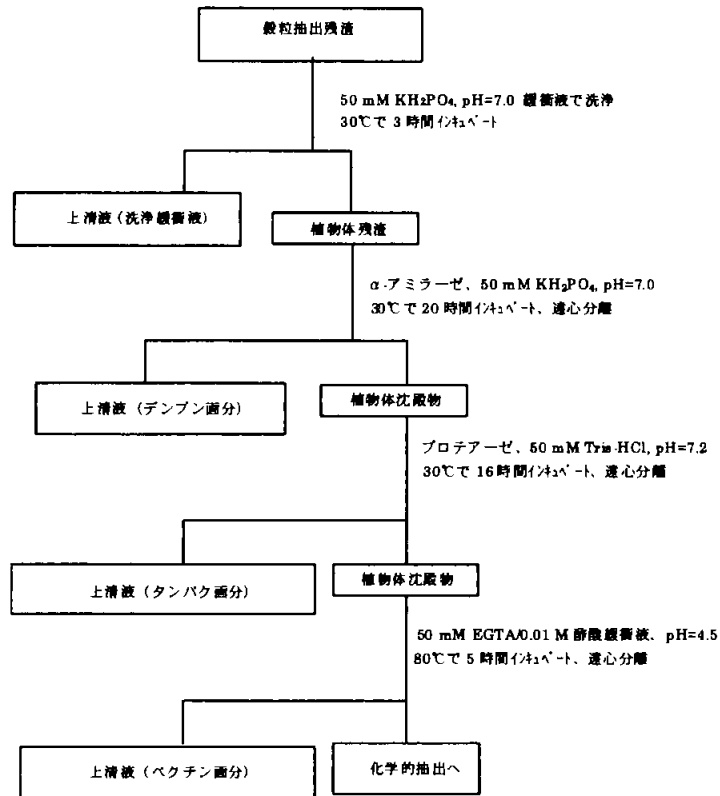 穀粒抽出残渣
50 mM KH₂PO₄, pH=7.0 緩衝液で洗浄
30℃で 3 時間ｲﾝｷｭﾍﾞｰﾄ
上清液 (洗浄緩衝液)
植物体残渣
α-アミラーゼ、50 mM KH₂PO₄, pH=7.0
30℃で 20 時間ｲﾝｷｭﾍﾞｰﾄ、遠心分離
上清液 (デンプン画分)
植物体沈殿物
プロテアーゼ、50 mM Tris-HCl, pH=7.2
30℃で 16 時間ｲﾝｷｭﾍﾞｰﾄ、遠心分離
上清液 (タンパク画分)
植物体沈殿物
50 mM EGTA/0.01 M 酢酸緩衝液、pH=4.5
80℃で 5 時間ｲﾝｷｭﾍﾞｰﾄ、遠心分離
上清液 (ペクチン画分)
化学的抽出へ